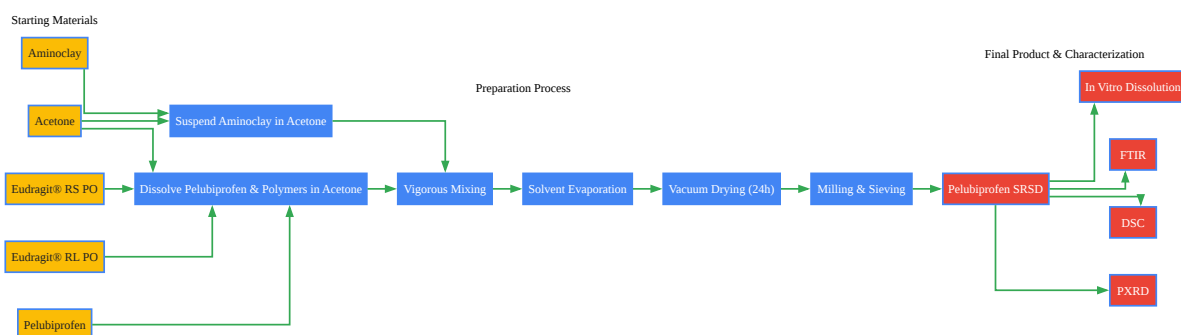 Starting Materials
Aminoclay
Final Product & Characterization
Preparation Process
In Vitro Dissolution
Acetone
Suspend Aminoclay in Acetone
FTIR
Eudragit® RS PO
Dissolve Pelubiprofen & Polymers in Acetone
Vigorous Mixing
Solvent Evaporation
Vacuum Drying (24h)
Milling & Sieving
Pelubiprofen SRSD
DSC
Eudragit® RL PO
PXRD
Pelubiprofen